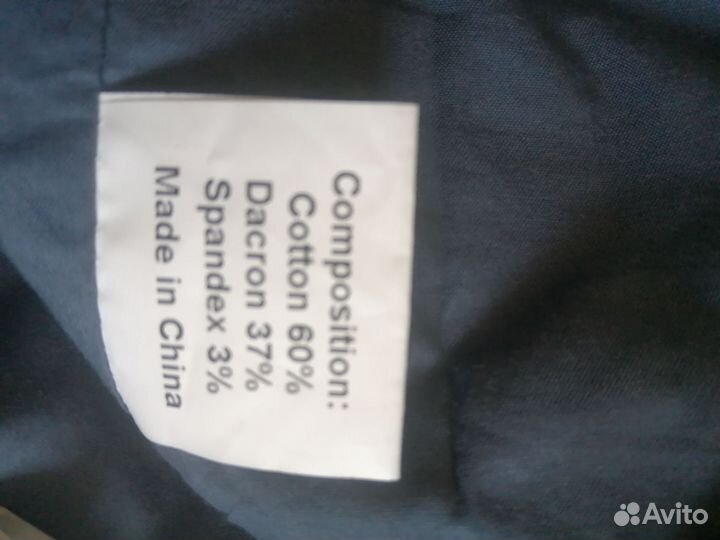 Composition:
Cotton 60%
Dacron 37%
Spandex 3%
Made in China
Avito